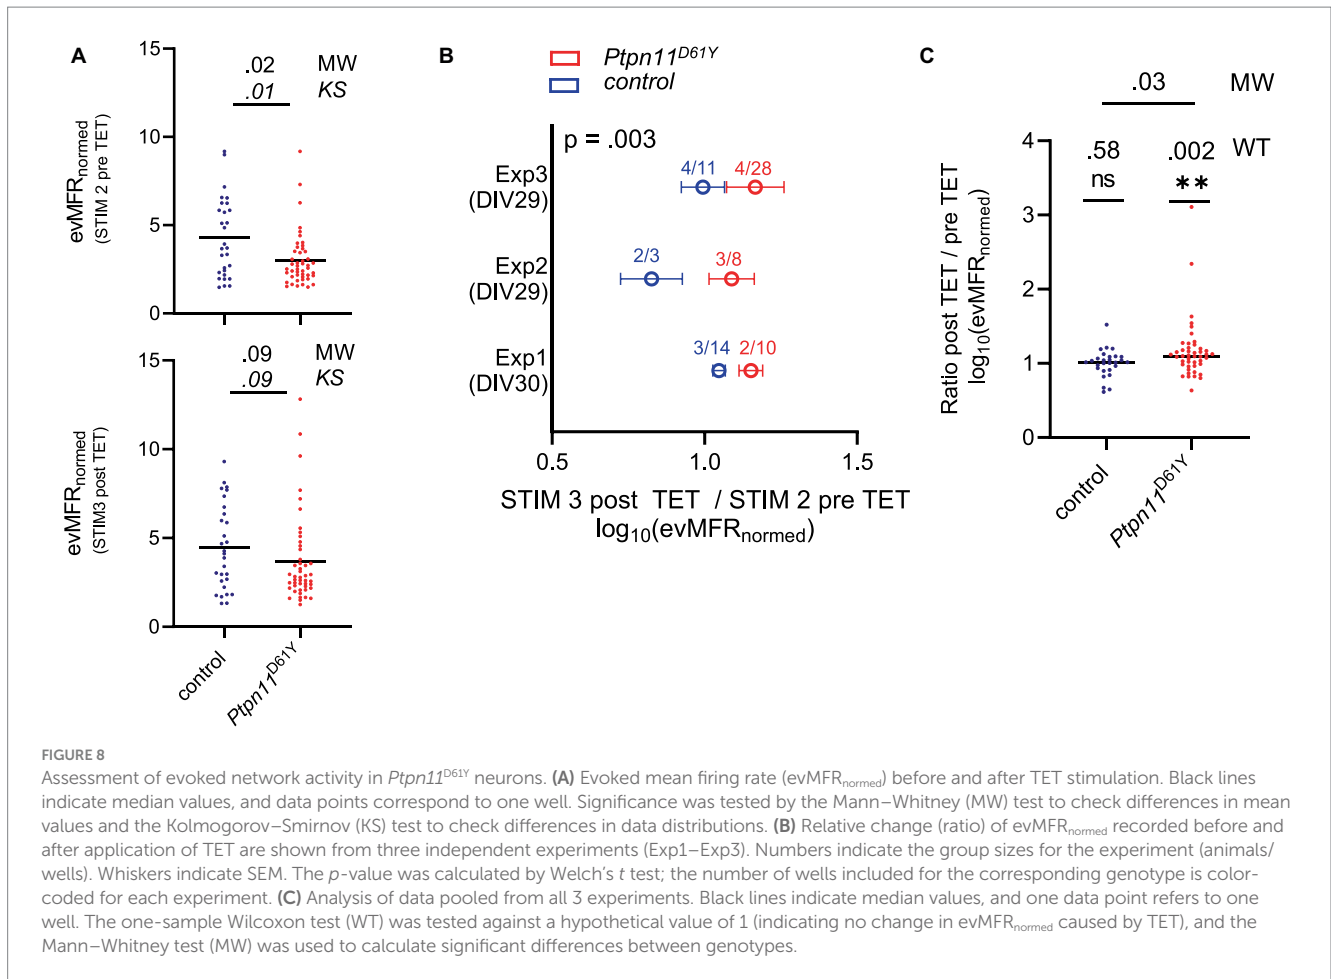 A
15
.02 MW
.01 KS
10
5
0
evMFRnormed
(STIM 2 pre TET)
15
.09 MW
.09 KS
10
5
0
evMFRnormed
(STIM3 post TET)
control
Ptpn11D61Y
B
Ptpn11D61Y
control
p = .003
Exp3
(DIV29)
4/11 4/28
Exp2
(DIV29)
2/3 3/8
Exp1
(DIV30)
3/14 2/10
0.5 1.0 1.5
STIM 3 post TET / STIM 2 pre TET
log10(evMFRnormed)
C
.03 MW
.58 .002 WT
ns **
4
3
2
1
0
Ratio post TET / pre TET
log10(evMFRnormed)
control
Ptpn11D61Y
FIGURE 8
Assessment of evoked network activity in Ptpn11D61Y neurons. (A) Evoked mean firing rate (evMFRnormed) before and after TET stimulation. Black lines
indicate median values, and data points correspond to one well. Significance was tested by the Mann–Whitney (MW) test to check differences in mean
values and the Kolmogorov–Smirnov (KS) test to check differences in data distributions. (B) Relative change (ratio) of evMFRnormed recorded before and
after application of TET are shown from three independent experiments (Exp1–Exp3). Numbers indicate the group sizes for the experiment (animals/
wells). Whiskers indicate SEM. The p-value was calculated by Welch's t test; the number of wells included for the corresponding genotype is color-
coded for each experiment. (C) Analysis of data pooled from all 3 experiments. Black lines indicate median values, and one data point refers to one
well. The one-sample Wilcoxon test (WT) was tested against a hypothetical value of 1 (indicating no change in evMFRnormed caused by TET), and the
Mann–Whitney test (MW) was used to calculate significant differences between genotypes.